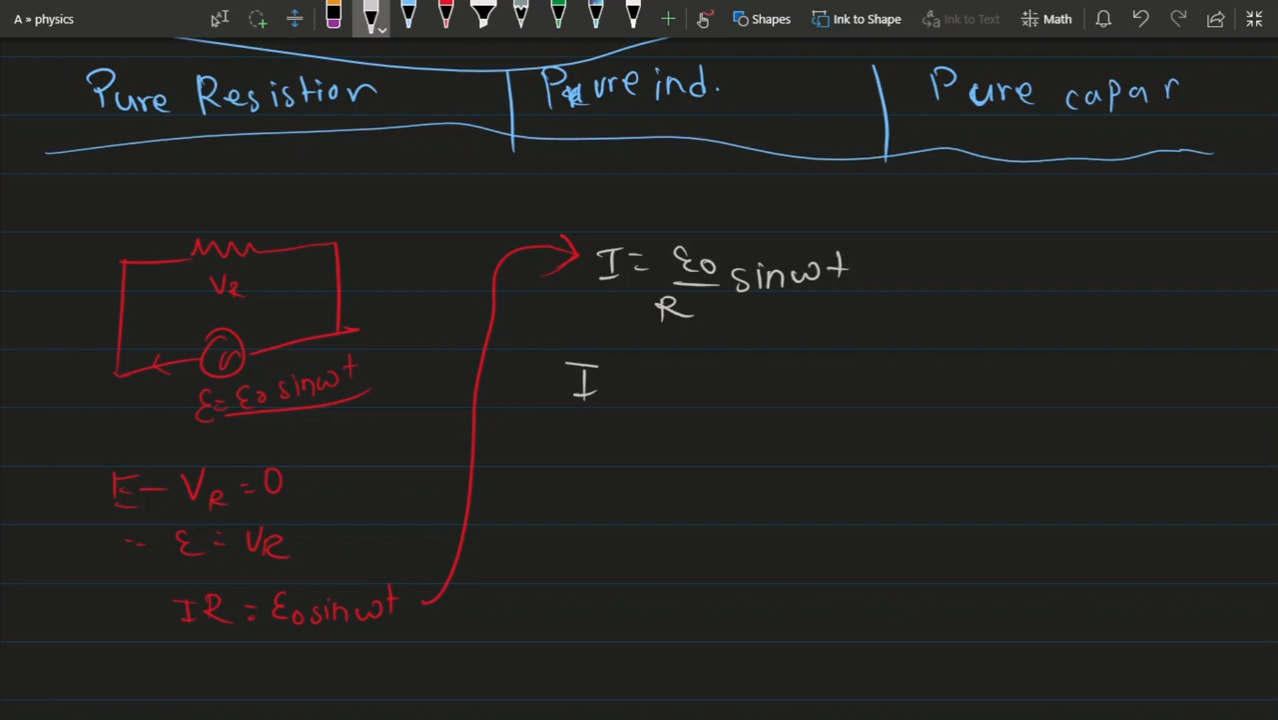 A » physics
Shapes
Ink to Shape
Ink to Text
Math
Pure Resistion
Pure ind.
Pure capar
VR
ε = ε0 sinωt
E - VR = 0
∴ ε = VR
IR = ε0 sinωt
I = ε0/R sinωt
I